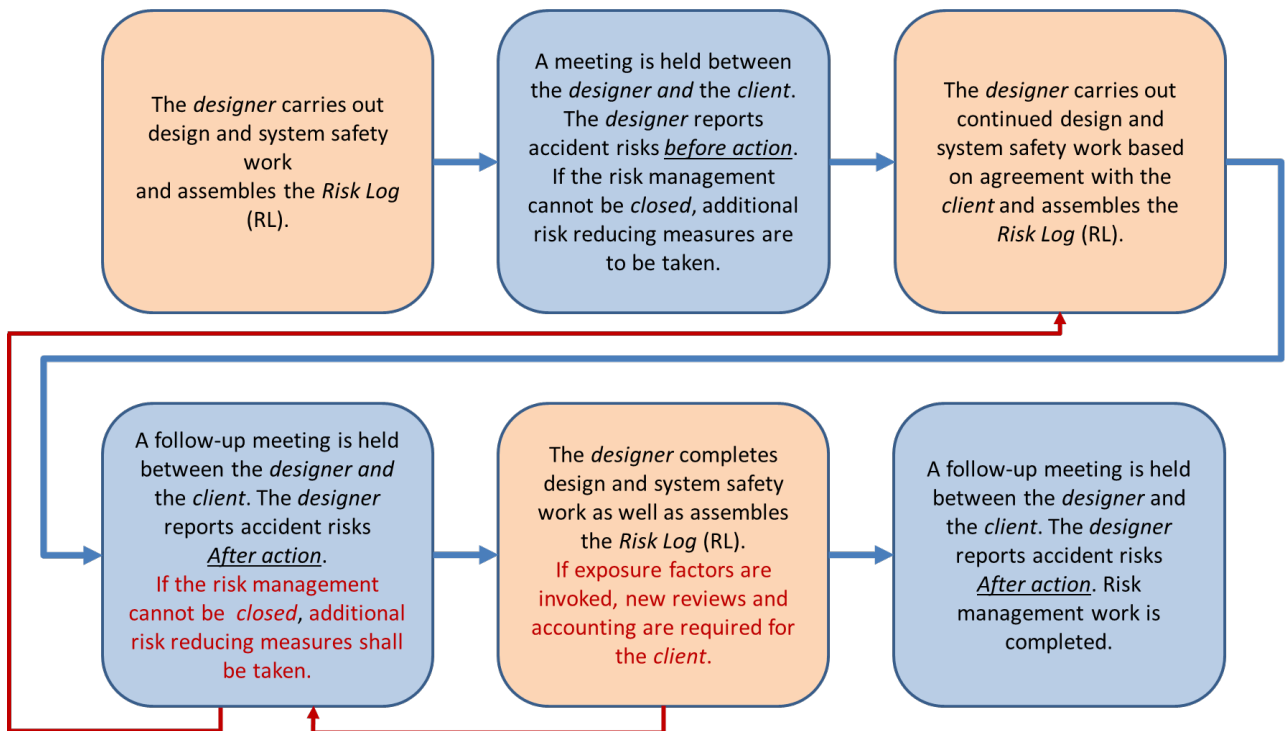 The designer carries out
design and system safety
work
and assembles the Risk Log
(RL).
A meeting is held between
the designer and the client.
The designer reports
accident risks before action.
If the risk management
cannot be closed, additional
risk reducing measures are
to be taken.
The designer carries out
continued design and
system safety work based
on agreement with the
client and assembles the
Risk Log (RL).
A follow-up meeting is held
between the designer and
the client. The designer
reports accident risks
After action.
If the risk management
cannot be closed, additional
risk reducing measures shall
be taken.
The designer completes
design and system safety
work as well as assembles
the Risk Log (RL).
If exposure factors are
invoked, new reviews and
accounting are required for
the client.
A follow-up meeting is held
between the designer and
the client. The designer
reports accident risks
After action. Risk
management work is
completed.